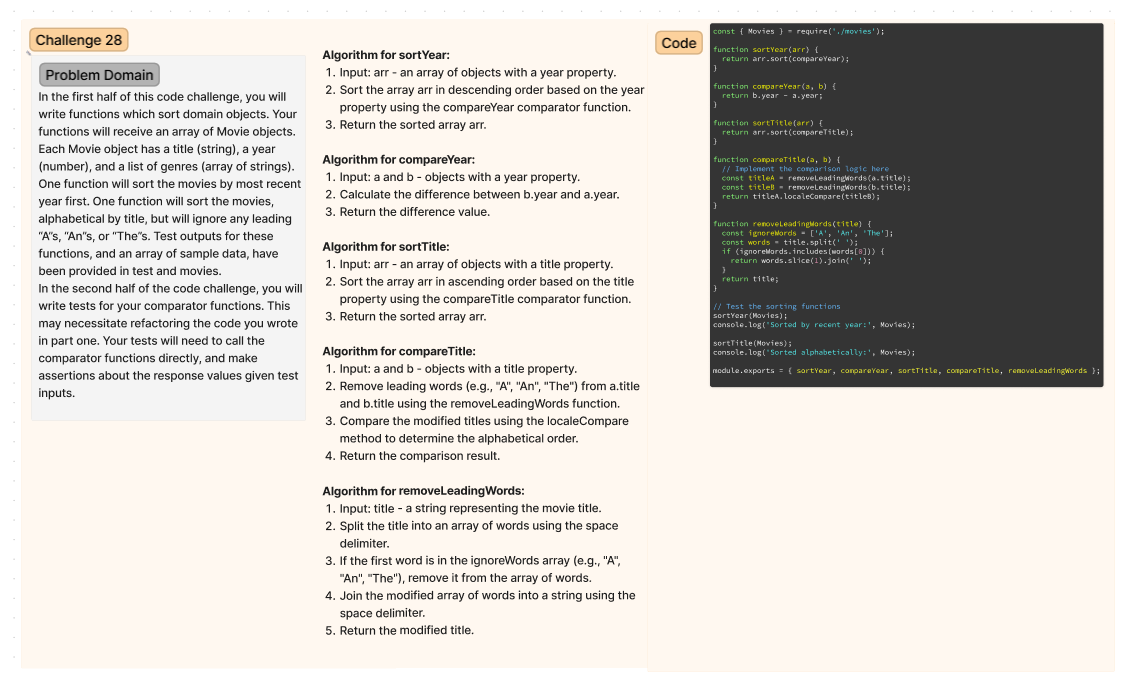 Challenge 28
Problem Domain
In the first half of this code challenge, you will
write functions which sort domain objects. Your
functions will receive an array of Movie objects.
Each Movie object has a title (string), a year
(number), and a list of genres (array of strings).
One function will sort the movies by most recent
year first. One function will sort the movies,
alphabetical by title, but will ignore any leading
“A”s, “An”s, or “The”s. Test outputs for these
functions, and an array of sample data, have
been provided in test and movies.
In the second half of the code challenge, you will
write tests for your comparator functions. This
may necessitate refactoring the code you wrote
in part one. Your tests will need to call the
comparator functions directly, and make
assertions about the response values given test
inputs.
Algorithm for sortYear:
1. Input: arr - an array of objects with a year property.
2. Sort the array arr in descending order based on the year
property using the compareYear comparator function.
3. Return the sorted array arr.
Algorithm for compareYear:
1. Input: a and b - objects with a year property.
2. Calculate the difference between b.year and a.year.
3. Return the difference value.
Algorithm for sortTitle:
1. Input: arr - an array of objects with a title property.
2. Sort the array arr in ascending order based on the title
property using the compareTitle comparator function.
3. Return the sorted array arr.
Algorithm for compareTitle:
1. Input: a and b - objects with a title property.
2. Remove leading words (e.g., "A", "An", "The") from a.title
and b.title using the removeLeadingWords function.
3. Compare the modified titles using the localeCompare
method to determine the alphabetical order.
4. Return the comparison result.
Algorithm for removeLeadingWords:
1. Input: title - a string representing the movie title.
2. Split the title into an array of words using the space
delimiter.
3. If the first word is in the ignoreWords array (e.g., "A",
"An", "The"), remove it from the array of words.
4. Join the modified array of words into a string using the
space delimiter.
5. Return the modified title.
Code
const { Movies } = require('./movies');
function sortYear(arr) {
return arr.sort(compareYear);
}
function compareYear(a, b) {
return b.year - a.year;
}
function sortTitle(arr) {
return arr.sort(compareTitle);
}
function compareTitle(a, b) {
// Implement the comparison logic here
const titleA = removeLeadingWords(a.title);
const titleB = removeLeadingWords(b.title);
return titleA.localeCompare(titleB);
}
function removeLeadingWords(title) {
const ignoreWords = ['A', 'An', 'The'];
const words = title.split(' ');
if (ignoreWords.includes(words[0])) {
return words.slice(1).join(' ');
}
return title;
}
// Test the sorting functions
sortYear(Movies);
console.log('Sorted by recent year:', Movies);
sortTitle(Movies);
console.log('Sorted alphabetically:', Movies);
module.exports = { sortYear, compareYear, sortTitle, compareTitle, removeLeadingWords };